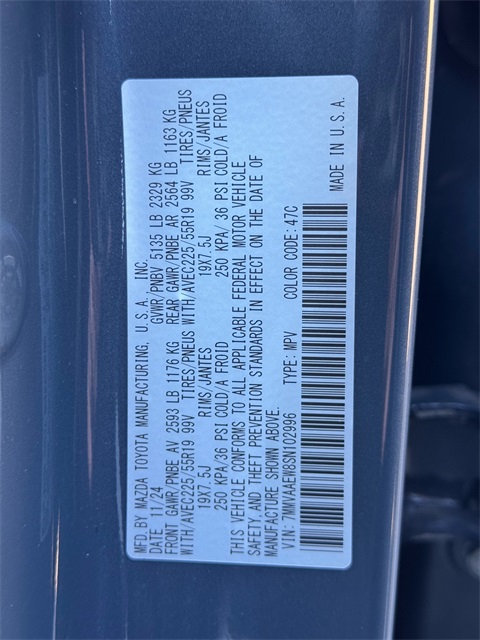 MFD.BY MAZDA TOYOTA MANUFACTURING, U.S.A. INC.
DATE 11/24 GVWR/PNBV 5135 LB 2329 KG
FRONT GAWR/PNBE AV 2593 LB 1176 KG REAR GAWR/PNBE AR 2564 LB 1163 KG
WITH/AVEC225/55R19 99V TIRES/PNEUS WITH/AVEC225/55R19 99V TIRES/PNEUS
19X7.5J RIMS/JANTES 19X7.5J RIMS/JANTES
250 KPA/36 PSI COLD/A FROID 250 KPA/36 PSI COLD/A FROID
THIS VEHICLE CONFORMS TO ALL APPLICABLE FEDERAL MOTOR VEHICLE
SAFETY AND THEFT PREVENTION STANDARDS IN EFFECT ON THE DATE OF
MANUFACTURE SHOWN ABOVE.
VIN: 7MMVAAEW8SN102996 TYPE: MPV COLOR CODE: 47C
MADE IN U.S.A.